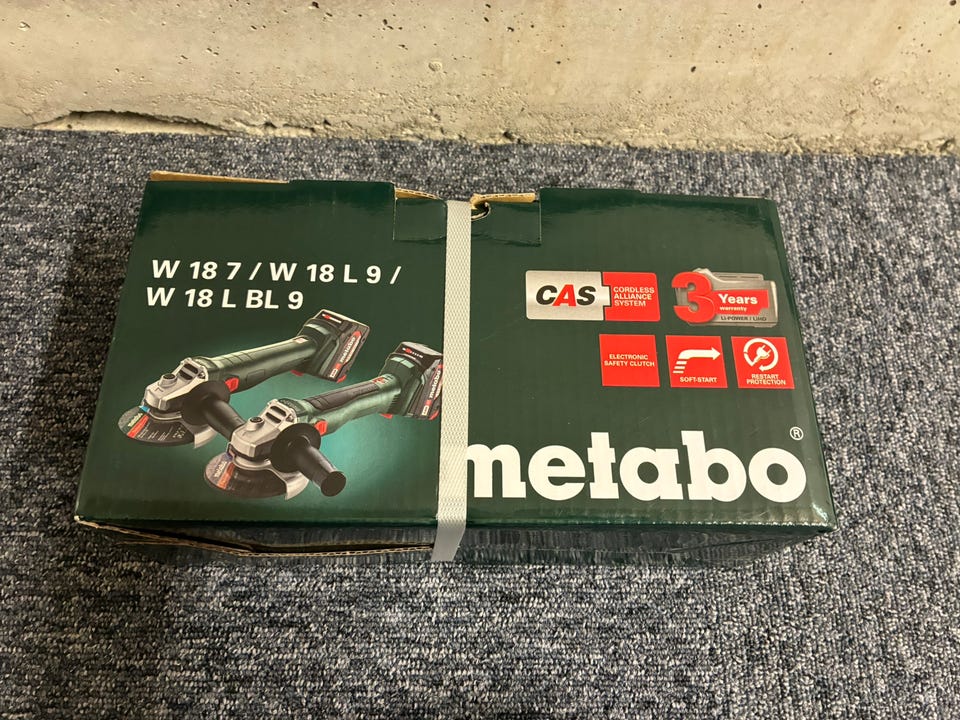 W 18 7 / W 18 L 9 /
W 18 L BL 9
CAS
CORDLESS
ALLIANCE
SYSTEM
3 Years
warranty
Li-POWER / LiHD
ELECTRONIC
SAFETY CLUTCH
SOFT-START
RESTART
PROTECTION
metabo®